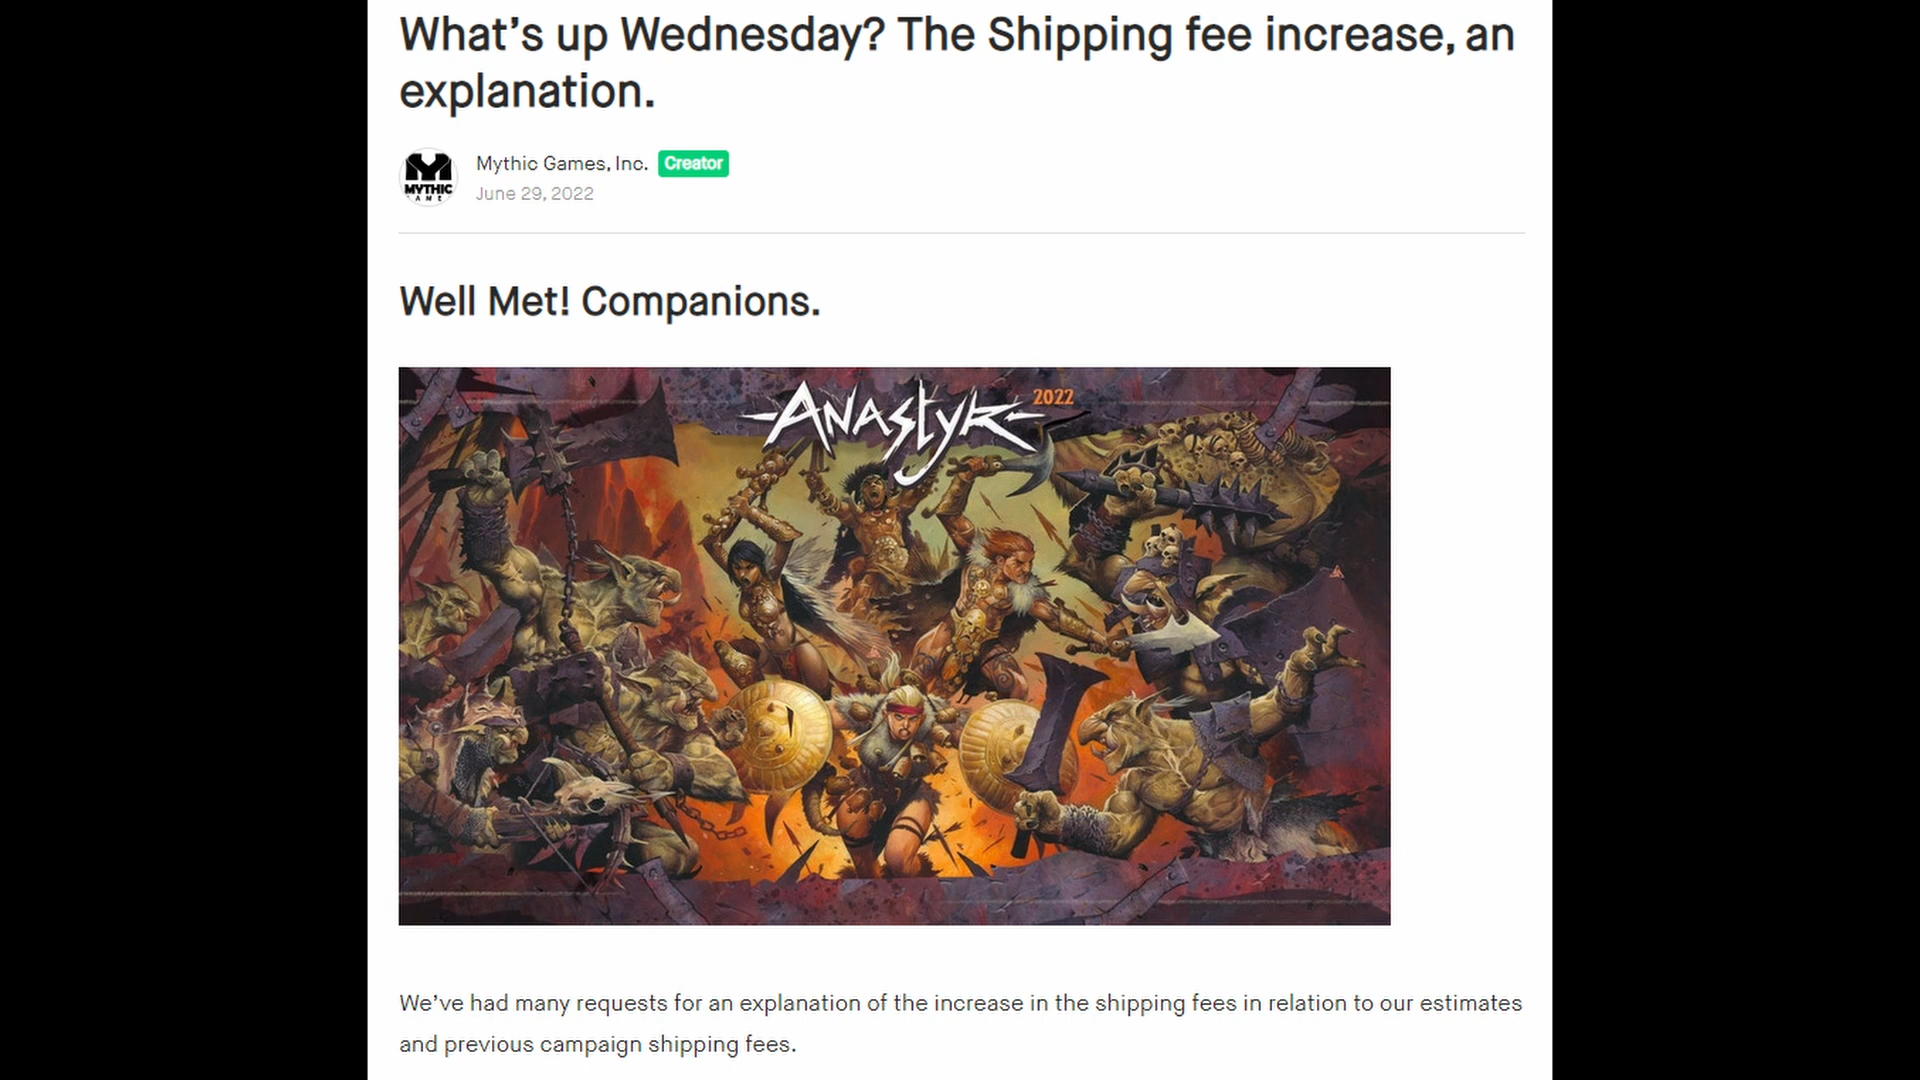 What's up Wednesday? The Shipping fee increase, an
explanation.
Mythic Games, Inc. Creator
MYTHIC
June 29, 2022
Well Met! Companions.
ANAstyR 2022
We've had many requests for an explanation of the increase in the shipping fees in relation to our estimates
and previous campaign shipping fees.